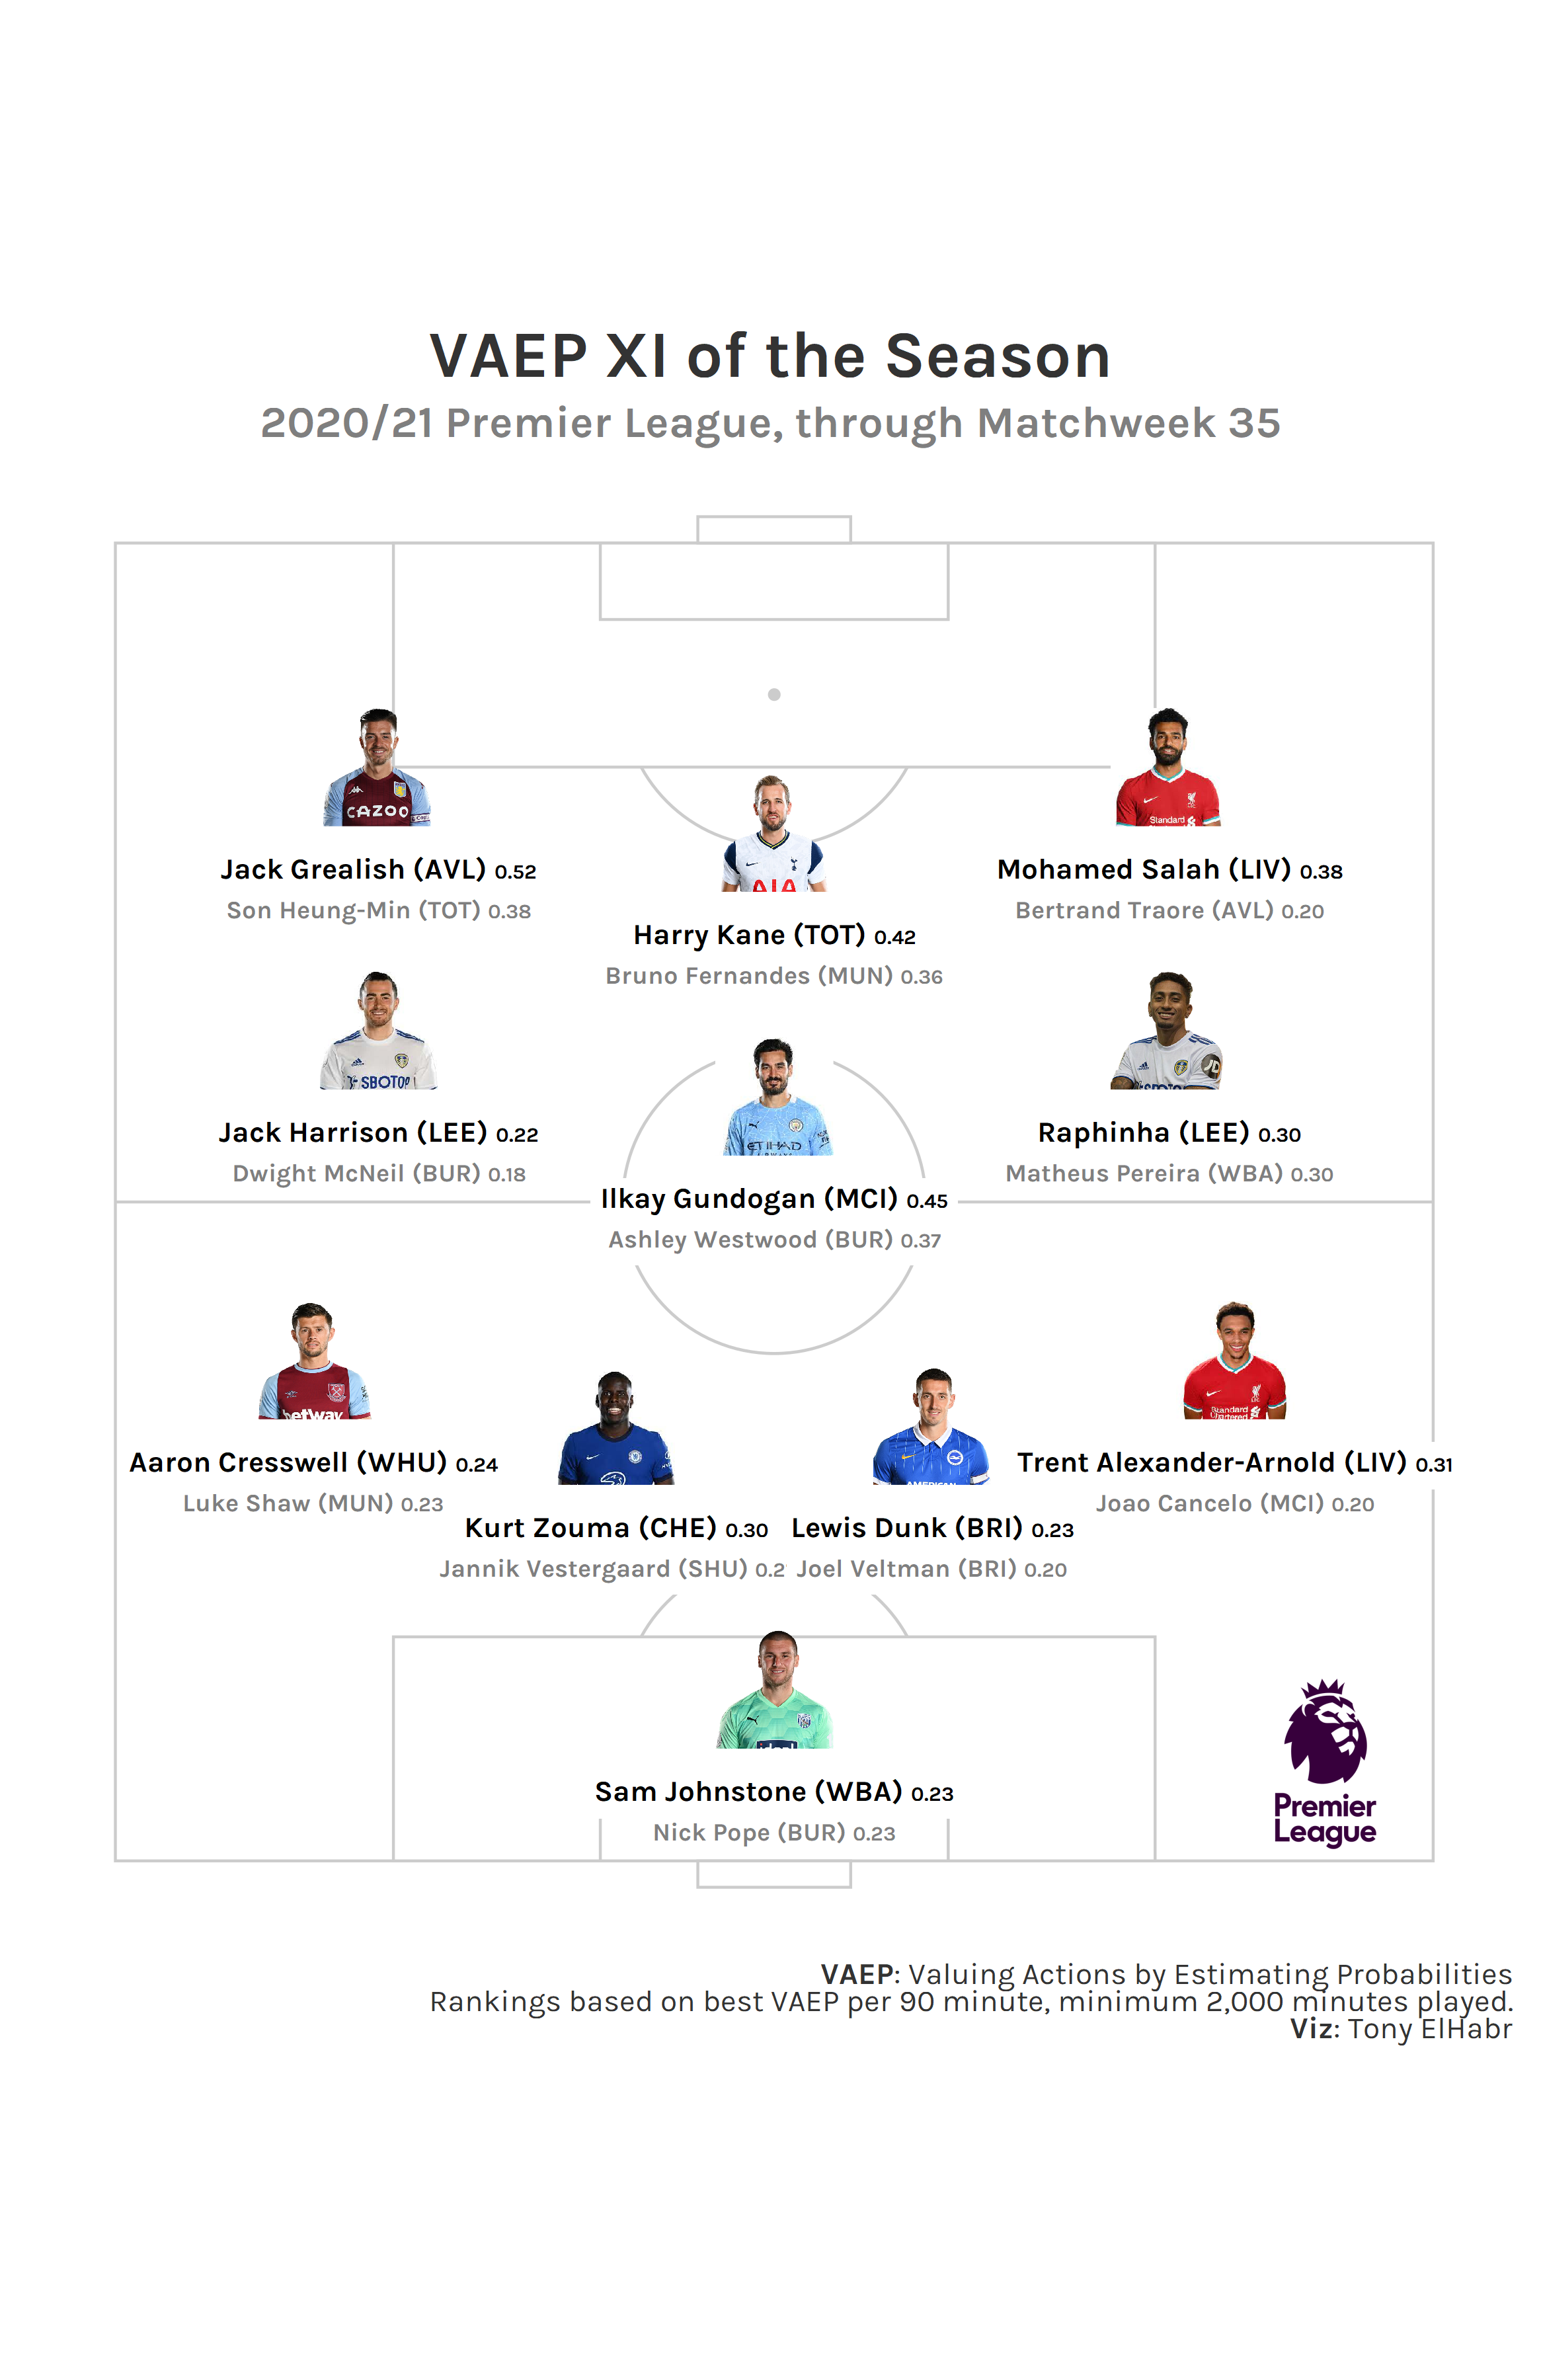 VAEP XI of the Season
2020/21 Premier League, through Matchweek 35
CAZOO
Standard
AIA
Jack Grealish (AVL) 0.52
Mohamed Salah (LIV) 0.38
Son Heung-Min (TOT) 0.38
Bertrand Traore (AVL) 0.20
Harry Kane (TOT) 0.42
Bruno Fernandes (MUN) 0.36
SBOTOP
JD
ETIHAD
Jack Harrison (LEE) 0.22
Raphinha (LEE) 0.30
Dwight McNeil (BUR) 0.18
Matheus Pereira (WBA) 0.30
Ilkay Gundogan (MCI) 0.45
Ashley Westwood (BUR) 0.37
betway
Standard
Chartered
Aaron Cresswell (WHU) 0.24
Trent Alexander-Arnold (LIV) 0.31
Luke Shaw (MUN) 0.23
Joao Cancelo (MCI) 0.20
AMERICAN
Kurt Zouma (CHE) 0.30
Lewis Dunk (BRI) 0.23
Jannik Vestergaard (SHU) 0.2
Joel Veltman (BRI) 0.20
Sam Johnstone (WBA) 0.23
Nick Pope (BUR) 0.23
Premier
League
VAEP: Valuing Actions by Estimating Probabilities
Rankings based on best VAEP per 90 minute, minimum 2,000 minutes played.
Viz: Tony ElHabr